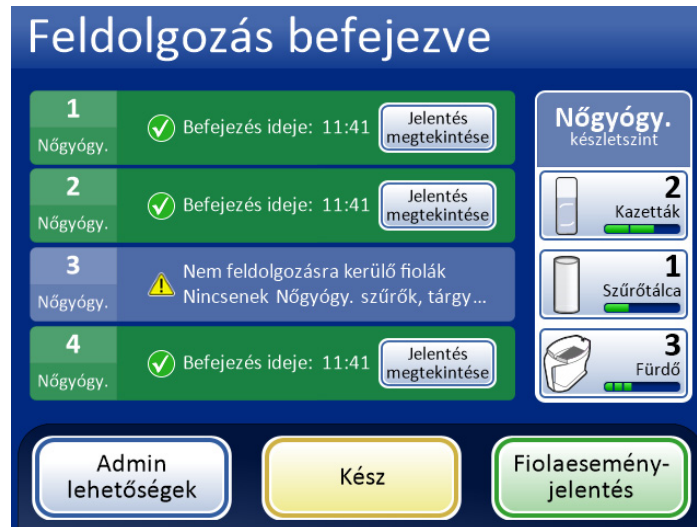 Feldolgozás befejezve
1
Nőgyógy.
Befejezés ideje: 11:41
Jelentés
megtekintése
2
Nőgyógy.
Befejezés ideje: 11:41
Jelentés
megtekintése
3
Nőgyógy.
Nem feldolgozásra kerülő fiolák
Nincsenek Nőgyógy. szűrők, tárgy...
4
Nőgyógy.
Befejezés ideje: 11:41
Jelentés
megtekintése
Nőgyógy.
készletszint
2
Kazetták
1
Szűrőtálca
3
Fürdő
Admin
lehetőségek
Kész
Fiolaesemény-
jelentés